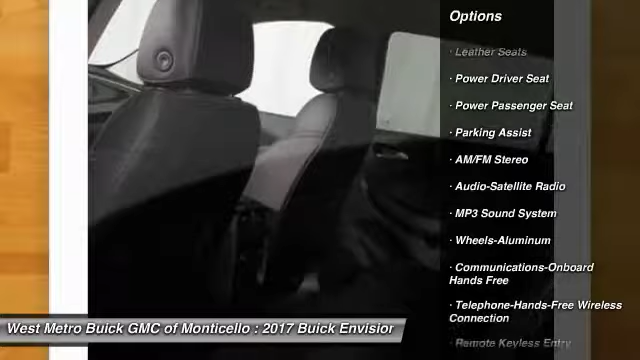 Options
· Leather Seats
· Power Driver Seat
· Power Passenger Seat
· Parking Assist
· AM/FM Stereo
· Audio-Satellite Radio
· MP3 Sound System
· Wheels-Aluminum
· Communications-Onboard
Hands Free
· Telephone-Hands-Free Wireless
Connection
· Remote Keyless Entry
West Metro Buick GMC of Monticello : 2017 Buick Envisior